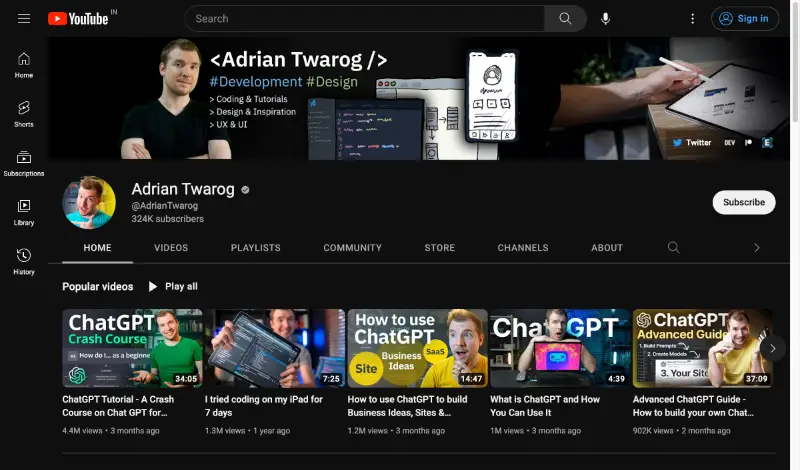 YouTube IN
Search
Sign in
Home
Shorts
Subscriptions
Library
History
<Adrian Twarog />
#Development #Design
> Coding & Tutorials
> Design & Inspiration
> UX & UI
Twitter DEV
Adrian Twarog
@AdrianTwarog
324K subscribers
Subscribe
HOME VIDEOS PLAYLISTS COMMUNITY STORE CHANNELS ABOUT
Popular videos Play all
ChatGPT
Crash Course
How do I... as a beginne
34:05
7:25
How to use
ChatGPT
Business
Ideas
SaaS
Site
14:47
What is ChatGPT
4:39
ChatGPT
Advanced Guide
1. Build Prompts
2. Create Models
3. Your Site
37:09
ChatGPT Tutorial - A Crash
Course on Chat GPT for...
4.4M views • 3 months ago
I tried coding on my iPad for
7 days
1.3M views • 1 year ago
How to use ChatGPT to build
Business Ideas, Sites &...
1.2M views • 3 months ago
What is ChatGPT and How
You Can Use It
1M views • 3 months ago
Advanced ChatGPT Guide -
How to build your own Chat...
902K views • 2 months ago